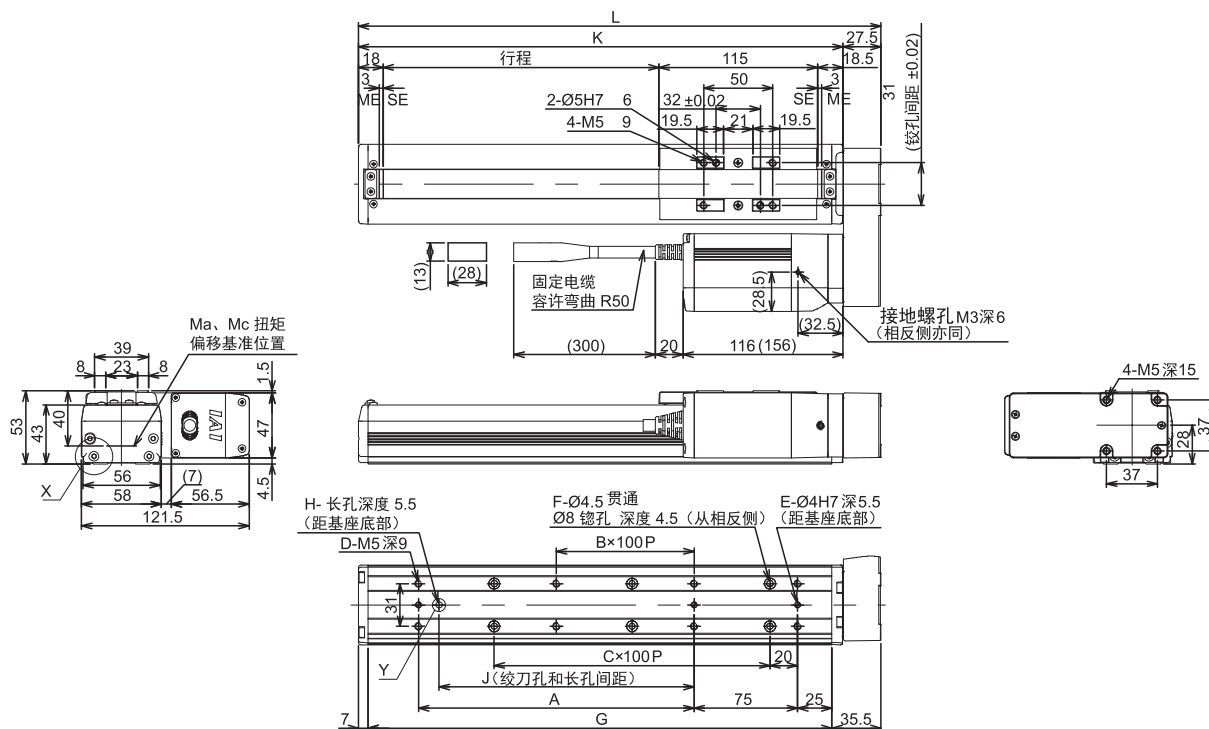 L
K
27.5
18
行程
115
18.5
3
50
3
ME
SE
2-Ø5H7 6
32 ±0.02
SE
ME
4-M5 9
19.5
21
19.5
31
(铰孔间距 ±0.02)
(13)
(28)
固定电缆
容许弯曲 R50
(28.5)
(32.5)
接地螺孔 M3深6
(相反侧亦同)
(300)
20
116 (156)
Ma、Mc 扭矩
偏移基准位置
39
8
23
8
1.5
53
43
40
47
4.5
IAI
X
56
(7)
58
56.5
121.5
4-M5 深15
37
28
37
H- 长孔深度 5.5
(距基座底部)
D-M5 深9
F-Ø4.5 贯通
Ø8 锪孔 深度 4.5（从相反侧）
E-Ø4H7 深5.5
（距基座底部）
B×100P
31
Y
C×100P
20
J（绞刀孔和长孔间距）
A
75
25
7
G
35.5